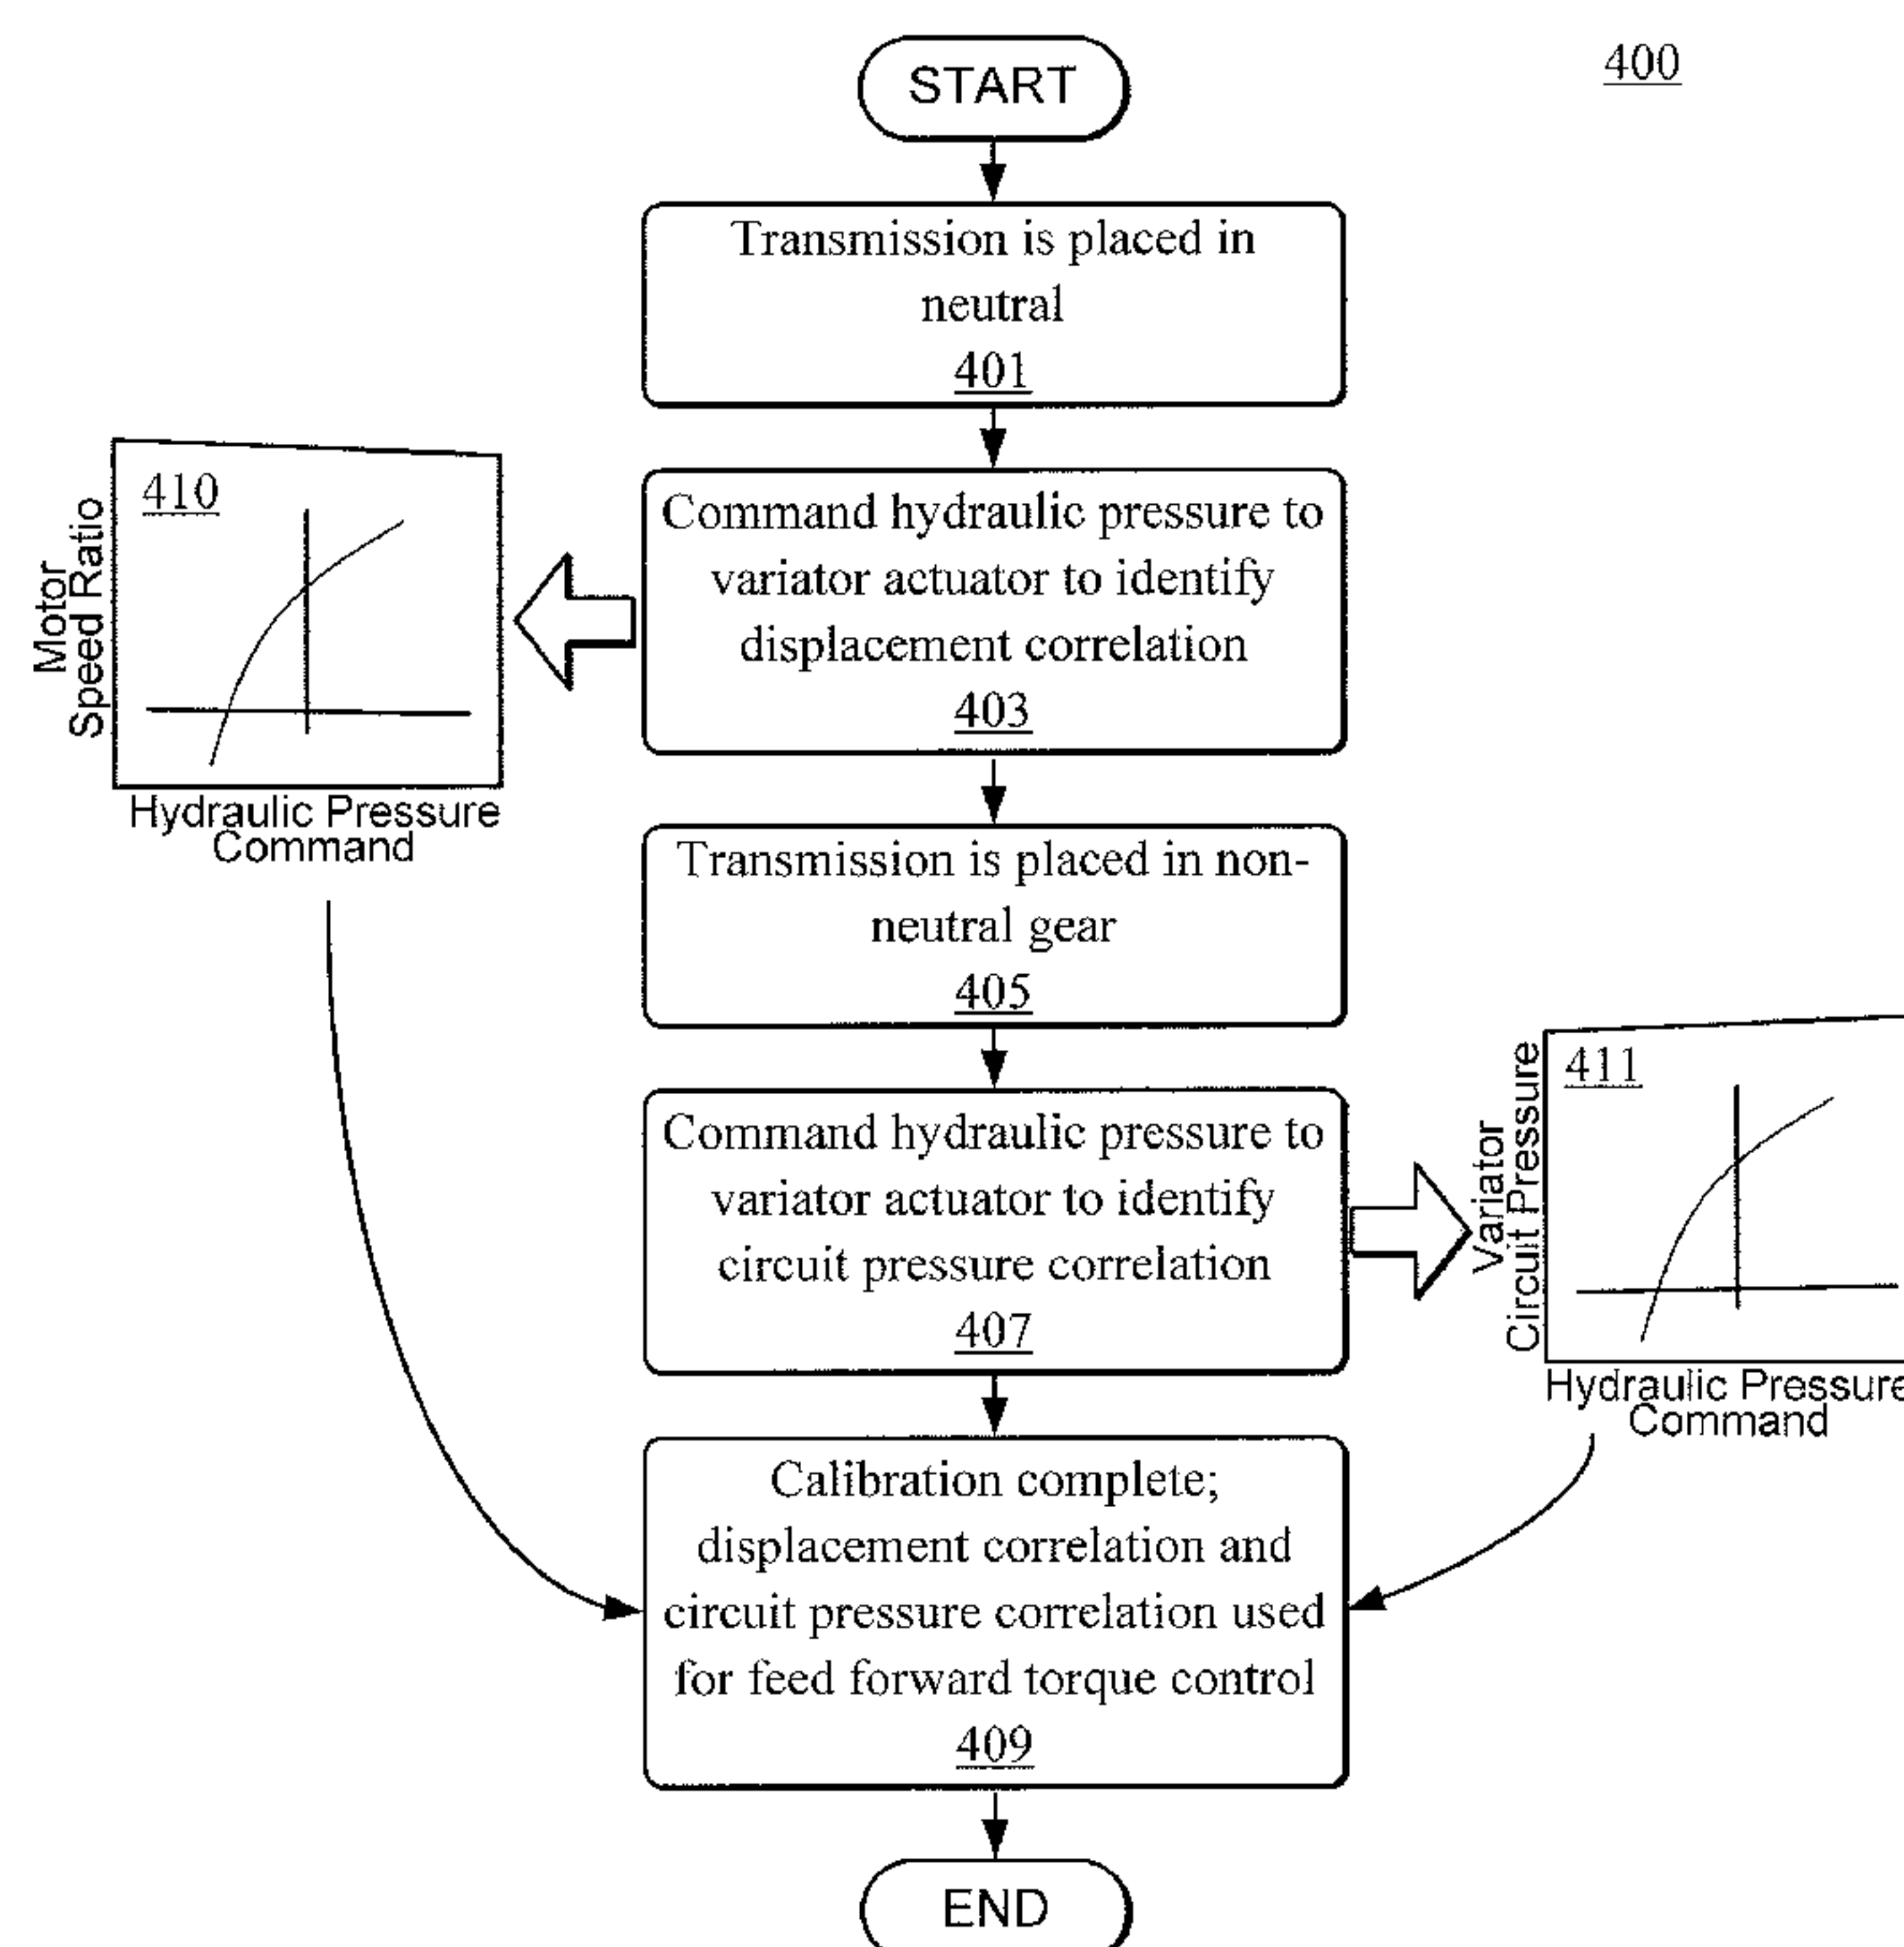 400
START
Transmission is placed in
neutral
401
410
Motor
Speed Ratio
Hydraulic Pressure
Command
Command hydraulic pressure to
variator actuator to identify
displacement correlation
403
Transmission is placed in non-
neutral gear
405
Command hydraulic pressure to
variator actuator to identify
circuit pressure correlation
407
411
Variator
Circuit Pressure
Hydraulic Pressure
Command
Calibration complete;
displacement correlation and
circuit pressure correlation used
for feed forward torque control
409
END